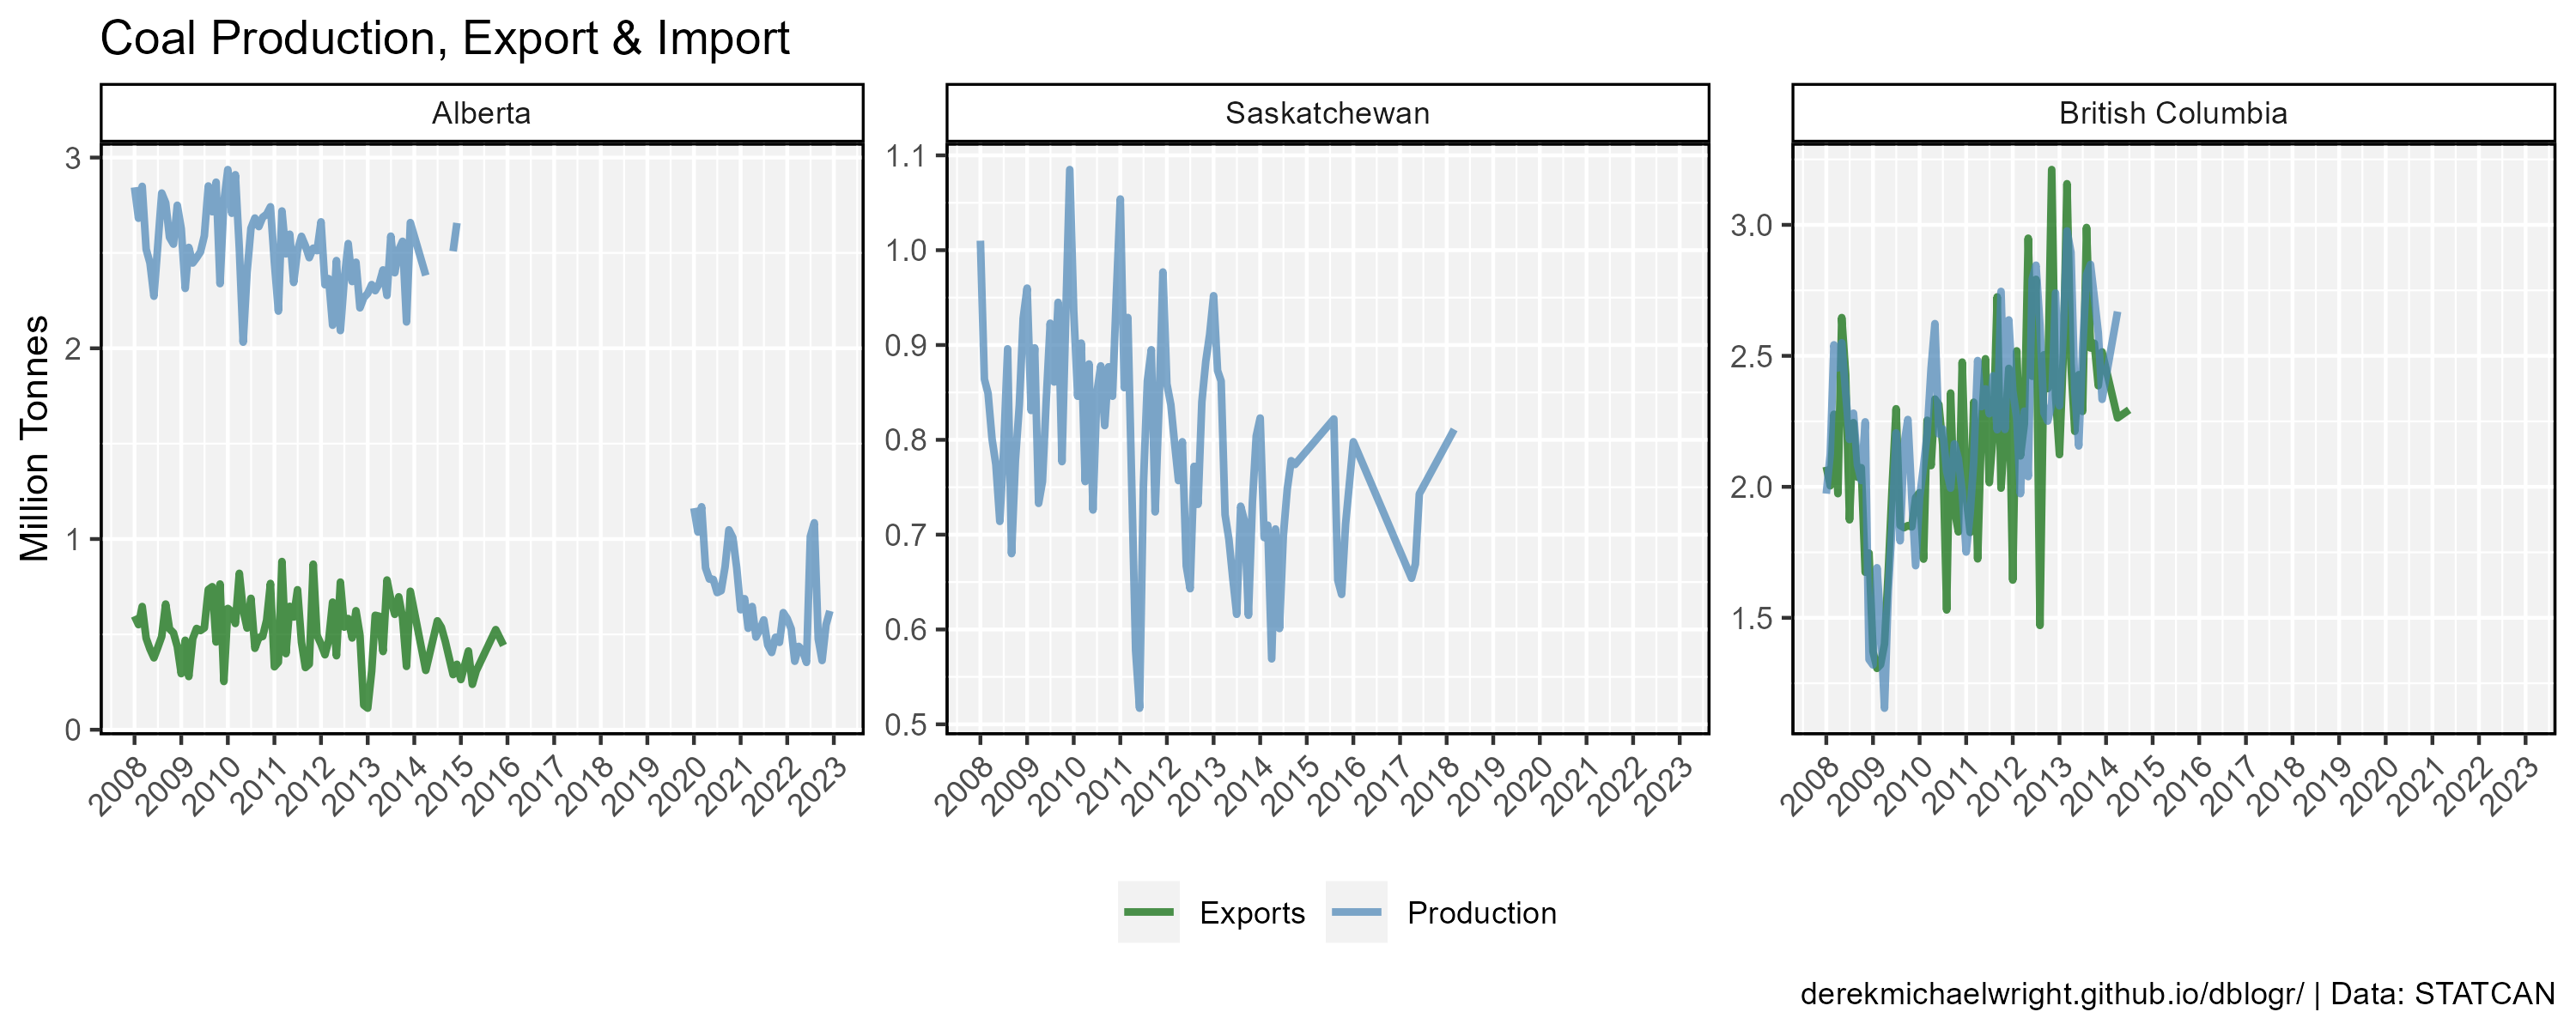 Coal Production, Export & Import
Alberta
Saskatchewan
British Columbia
Million Tonnes
3
2
1
0
1.1
1.0
0.9
0.8
0.7
0.6
0.5
3.0
2.5
2.0
1.5
2008 2009 2010 2011 2012 2013 2014 2015 2016 2017 2018 2019 2020 2021 2022 2023
2008 2009 2010 2011 2012 2013 2014 2015 2016 2017 2018 2019 2020 2021 2022 2023
2008 2009 2010 2011 2012 2013 2014 2015 2016 2017 2018 2019 2020 2021 2022 2023
Exports Production
derekmichaelwright.github.io/dblogr/ | Data: STATCAN